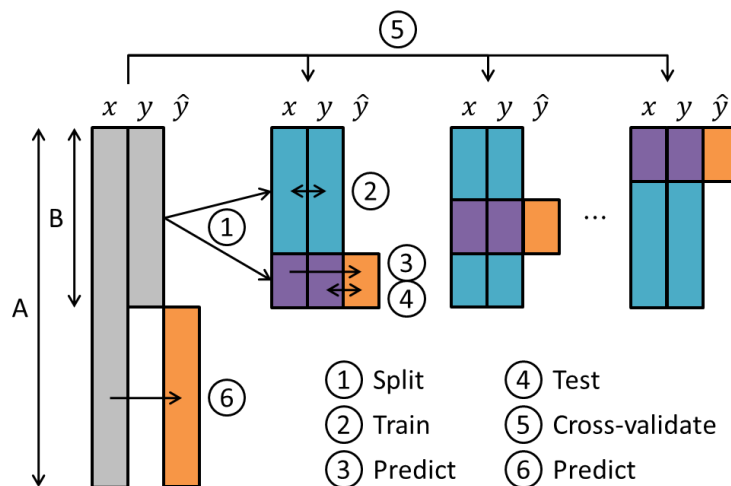 ⑤
x y ŷ x y ŷ x y ŷ x y ŷ
B
①
②
...
A
③
④
⑥
① Split ④ Test
② Train ⑤ Cross-validate
③ Predict ⑥ Predict